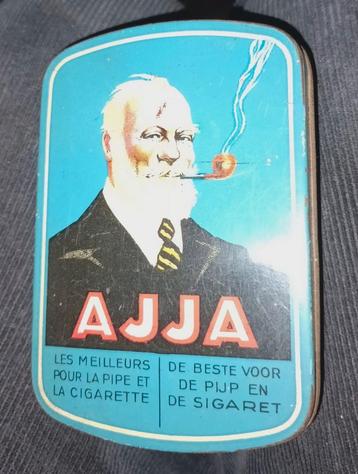 AJJA
LES MEILLEURS
POUR LA PIPE ET
LA CIGARETTE
DE BESTE VOOR
DE PIJP EN
DE SIGARET